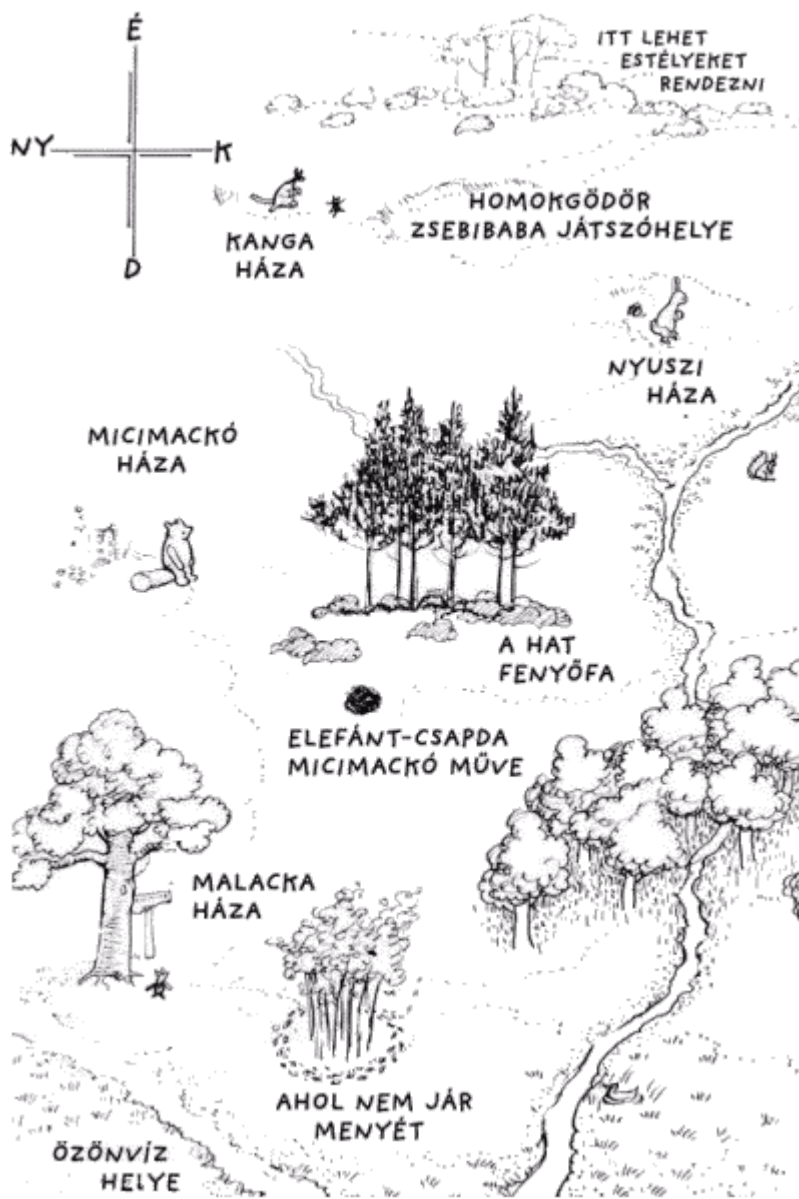 É
NY
K
D
ITT LEHET
ESTÉLYEKET
RENDEZNI
HOMOKGÖDÖR
ZSEBIBABA JÁTSZÓHELYE
KANGA
HÁZA
NYUSZI
HÁZA
MICIMACKÓ
HÁZA
A HAT
FENYŐFA
ELEFÁNT-CSAPDA
MICIMACKÓ MŰVE
MALACKA
HÁZA
AHOL NEM JÁR
MENYÉT
ÖZÖNVÍZ
HELYE